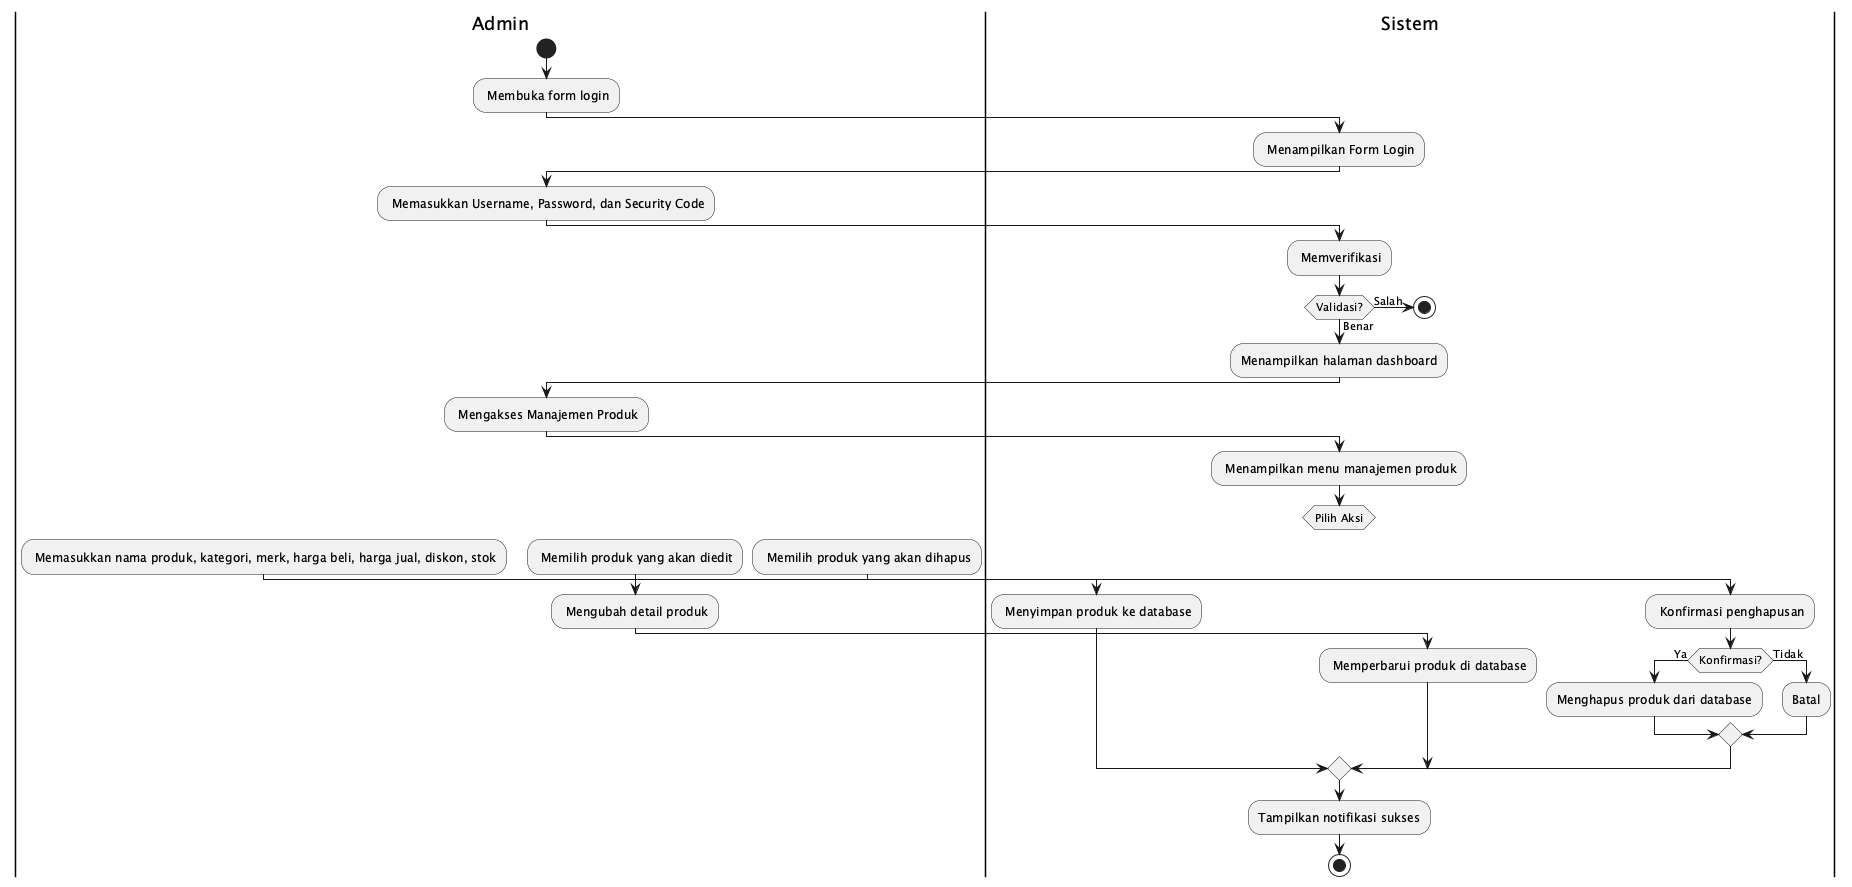 Admin
Sistem
Membuka form login
Menampilkan Form Login
Memasukkan Username, Password, dan Security Code
Memverifikasi
Validasi?
Salah
Benar
Menampilkan halaman dashboard
Mengakses Manajemen Produk
Menampilkan menu manajemen produk
Pilih Aksi
Memasukkan nama produk, kategori, merk, harga beli, harga jual, diskon, stok
Memilih produk yang akan diedit
Memilih produk yang akan dihapus
Mengubah detail produk
Menyimpan produk ke database
Konfirmasi penghapusan
Memperbarui produk di database
Ya
Konfirmasi?
Tidak
Menghapus produk dari database
Batal
Tampilkan notifikasi sukses